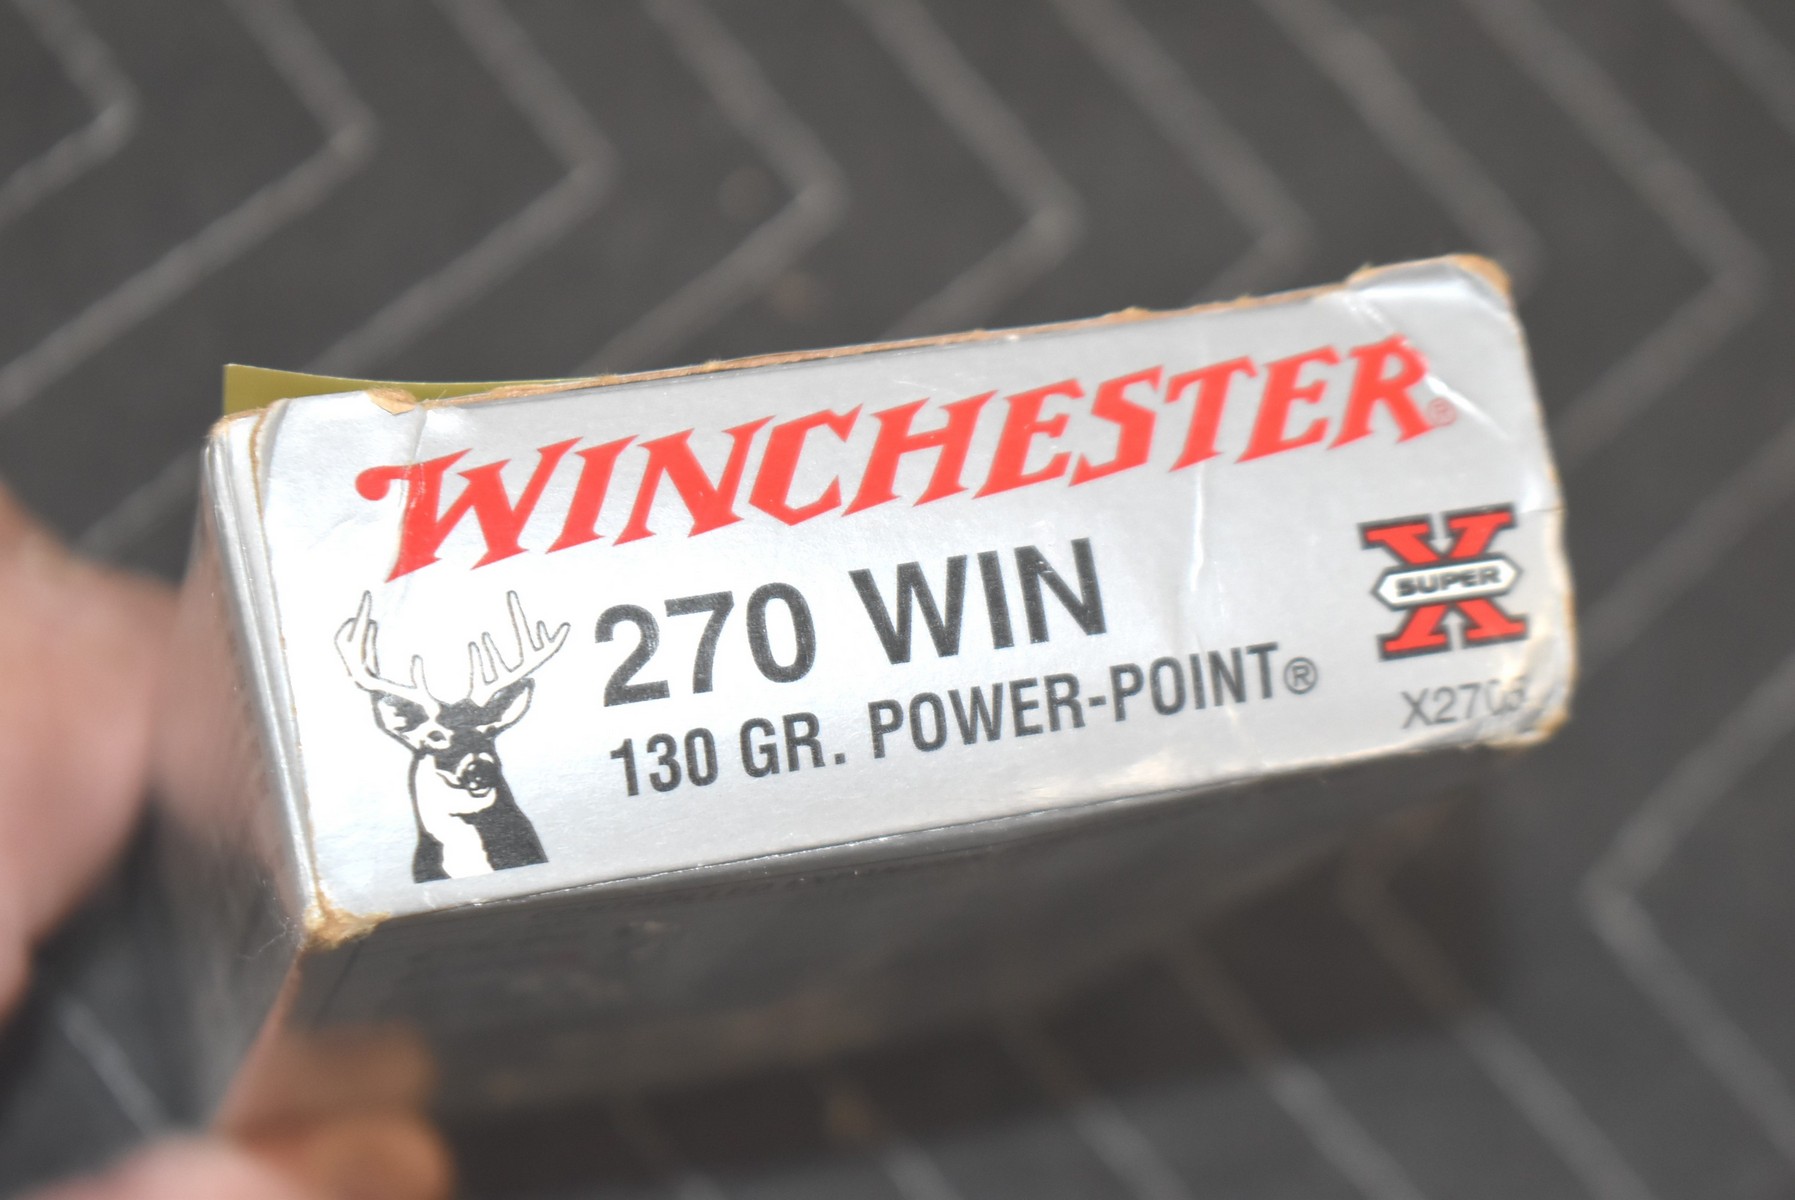 WINCHESTER®
270 WIN
130 GR. POWER-POINT®
SUPER X